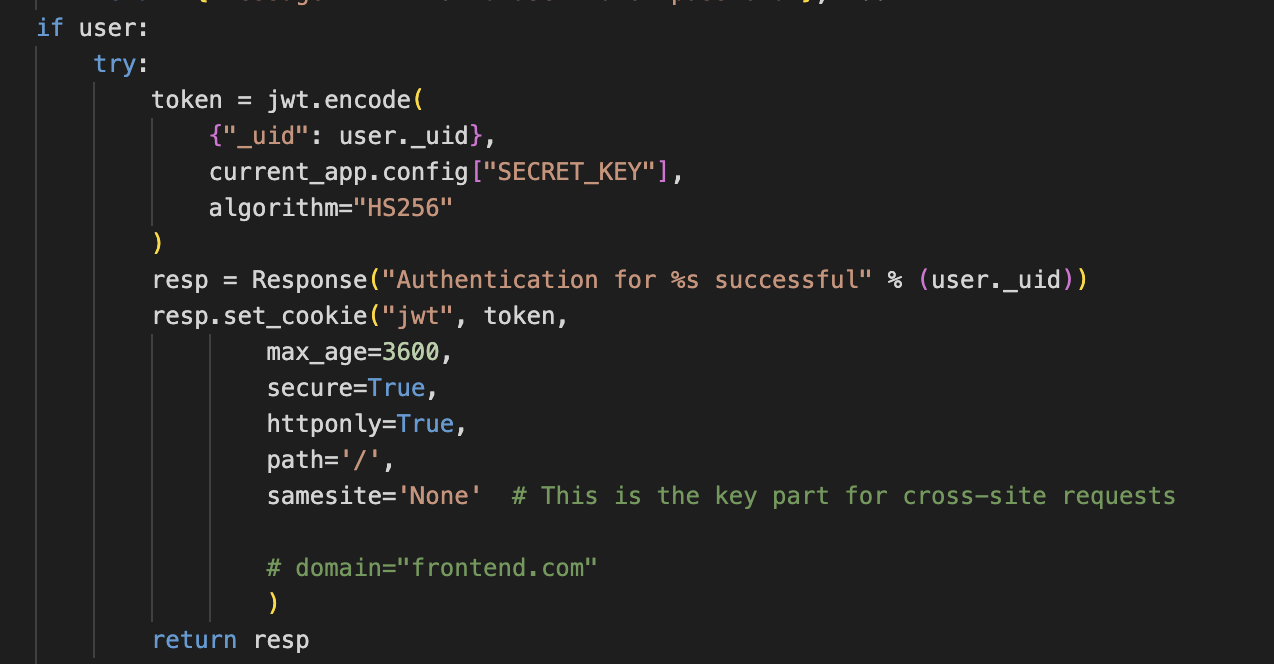 if user:
    try:
        token = jwt.encode(
            {"_uid": user._uid},
            current_app.config["SECRET_KEY"],
            algorithm="HS256"
        )
        resp = Response("Authentication for %s successful" % (user._uid))
        resp.set_cookie("jwt", token,
                max_age=3600,
                secure=True,
                httponly=True,
                path='/',
                samesite='None'  # This is the key part for cross-site requests

                # domain="frontend.com"
                )
        return resp